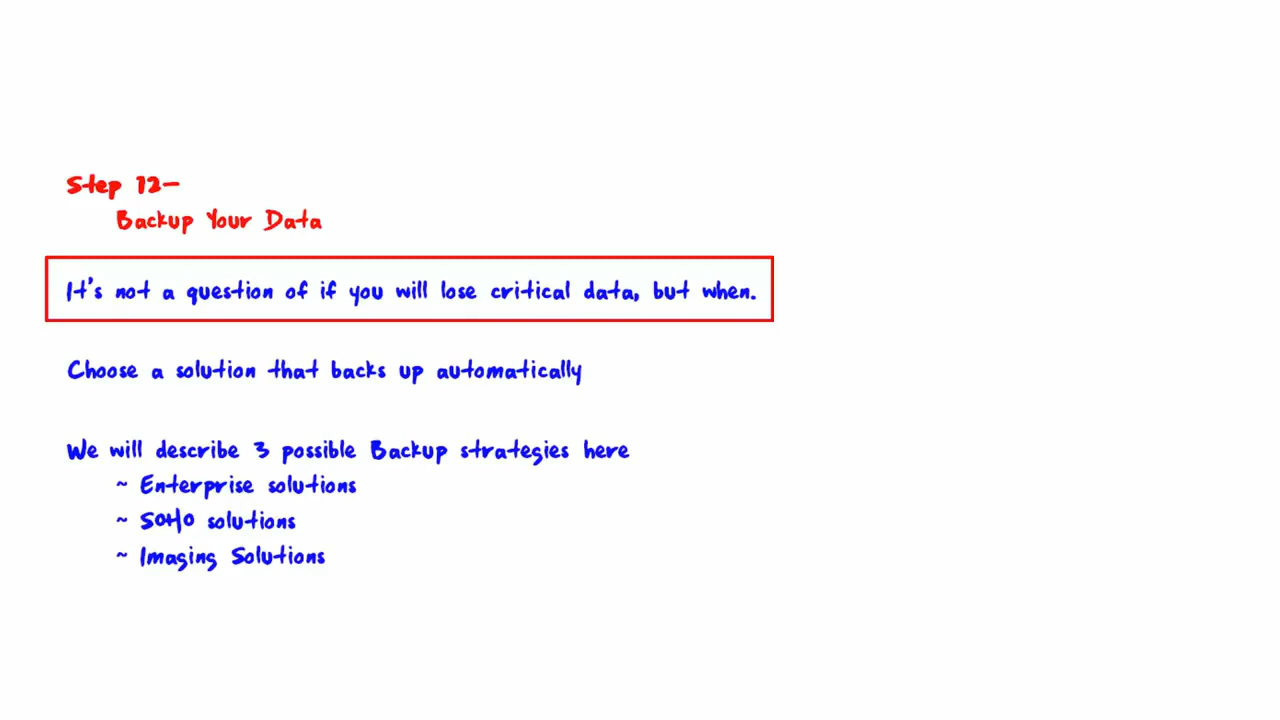 Step 12-
Backup Your Data
It's not a question of if you will lose critical data, but when.
Choose a solution that backs up automatically
We will describe 3 possible Backup strategies here
~ Enterprise solutions
~ SOHO solutions
~ Imaging Solutions